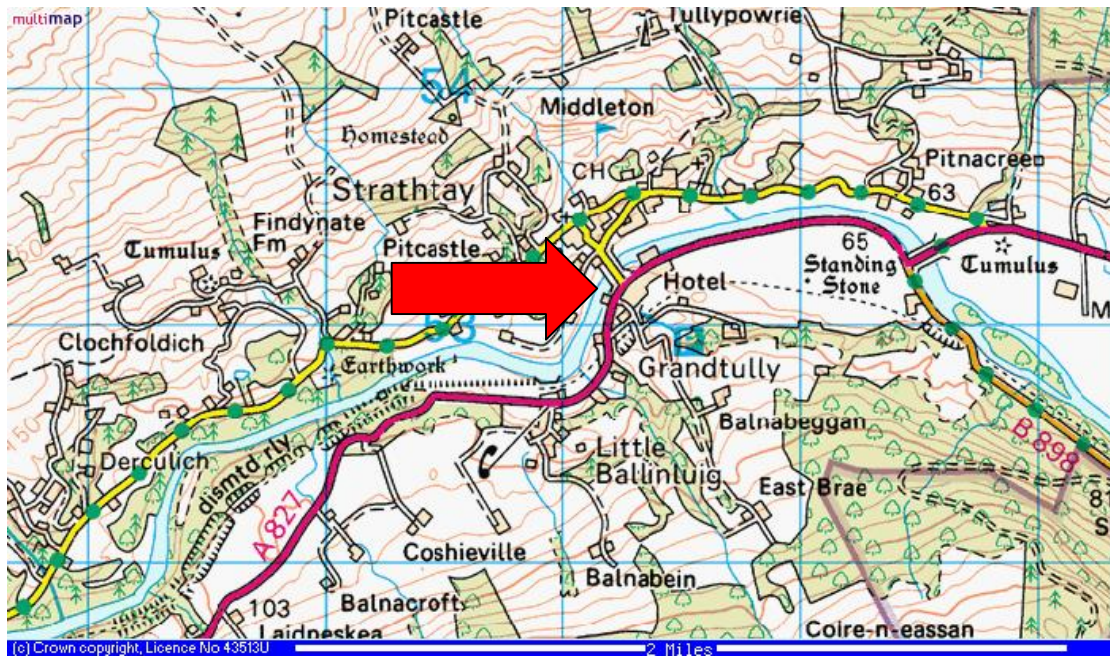 multimap
Pitcastle
Tullypowrie
54
Middleton
Homestead
CH
Pitnacree
Strathtay
63
Findynate
Fm
Pitcastle
Tumulus
65
Standing
Stone
Tumulus
Hotel
M
150
53
Clochfoldich
Earthwork
Grandtully
Balnabeggan
150
Derculich
dismtd rly
Little
Ballinluig
B 898
East Brae
A 827
Coshieville
Balnabein
103
Balnacroft
Laidneskea
Coire-n-eassan
(c) Crown copyright, Licence No 43513U
2 Miles